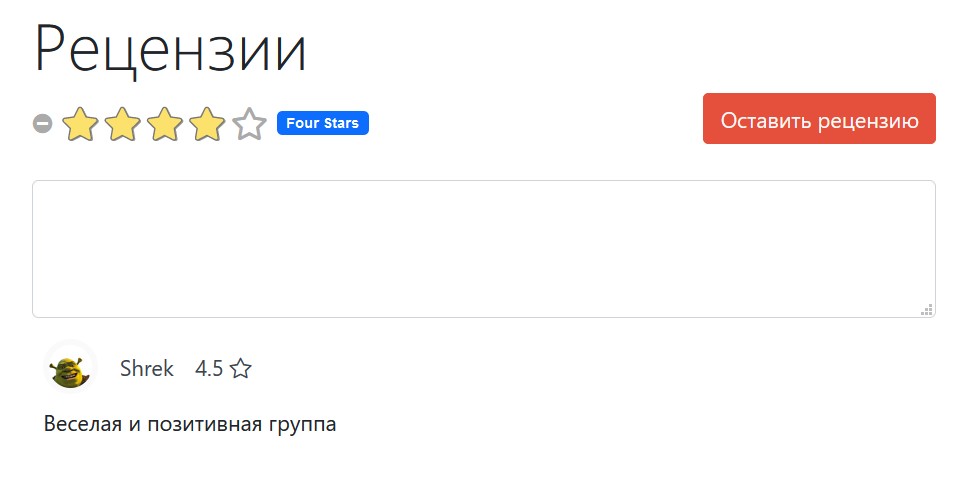 Рецензии
Four Stars
Оставить рецензию
Shrek 4.5
Веселая и позитивная группа